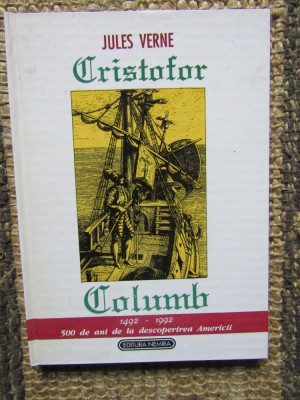 JULES VERNE
Cristofor
Columb
1492 - 1992
500 de ani de la descoperirea Americii
EDITURA NEMIRA